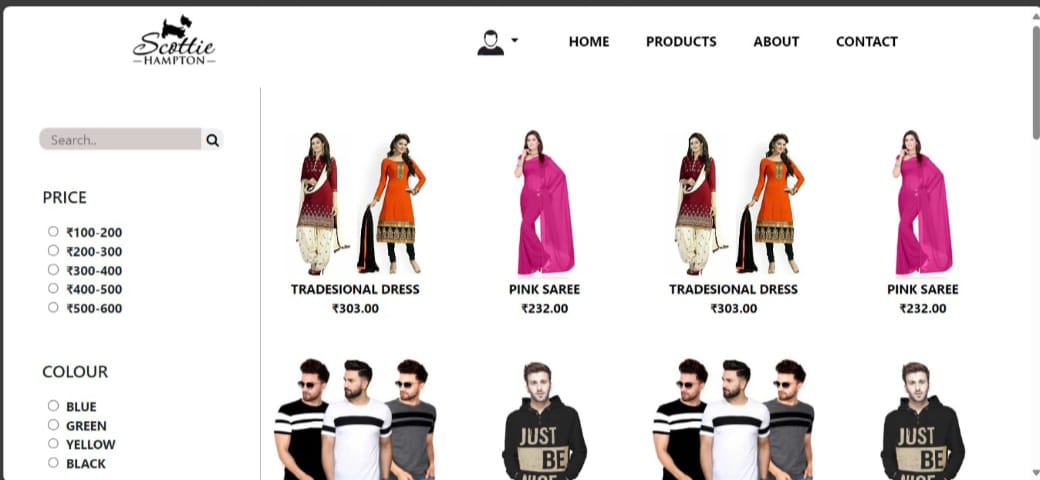 Scottie
HAMPTON
HOME PRODUCTS ABOUT CONTACT
Search..
PRICE
₹100-200
₹200-300
₹300-400
₹400-500
₹500-600
COLOUR
BLUE
GREEN
YELLOW
BLACK
TRADESIONAL DRESS
₹303.00
PINK SAREE
₹232.00
TRADESIONAL DRESS
₹303.00
PINK SAREE
₹232.00
JUST
BE
NICE
JUST
BE
NICE